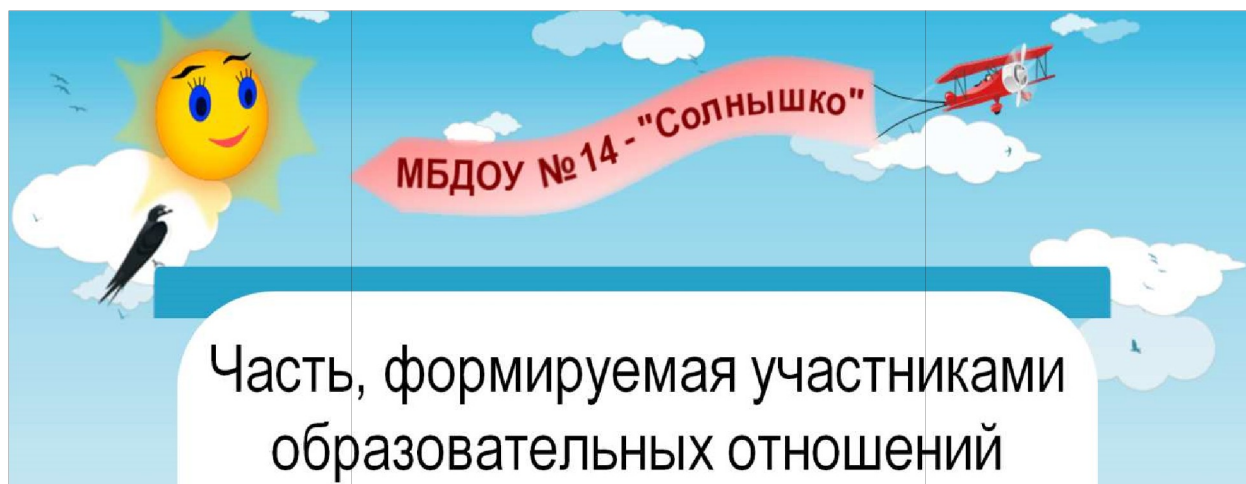 МБДОУ №14 - "Солнышко"
Часть, формируемая участниками
образовательных отношений